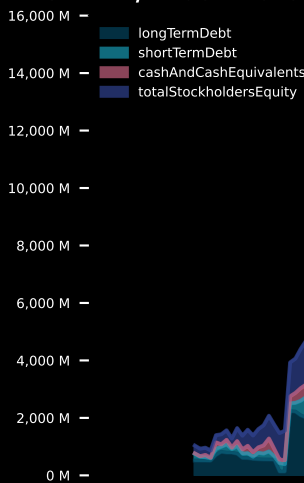 16,000 M
longTermDebt
shortTermDebt
14,000 M
cashAndCashEquivalents
totalStockholdersEquity
12,000 M
10,000 M
8,000 M
6,000 M
4,000 M
2,000 M
0 M